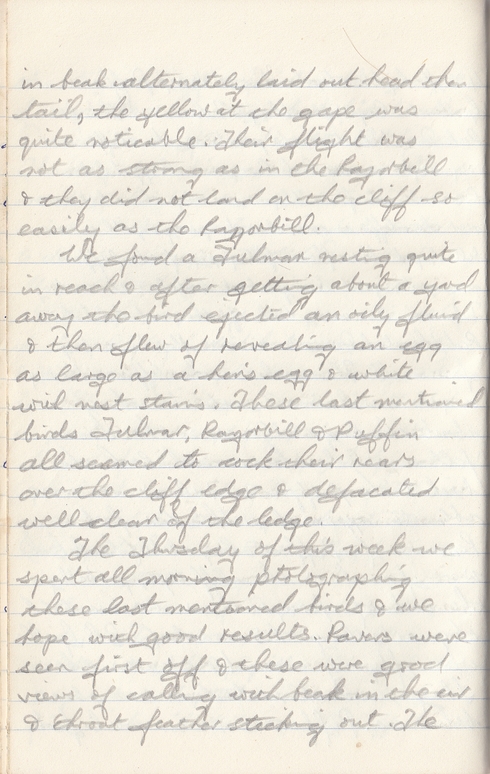 in beak alternately laid out head then
tail, the yellow at the gape was
quite noticable. Their flight was
not as strong as in the Razorbill
& they did not land on the cliff so
easily as the Razorbill.
We found a Fulmar resting quite
in reach & after getting about a yard
away the bird ejected an oily fluid
& then flew of revealing an egg
as large as a hen's egg & white
with nest stains. These last mentioned
birds Fulmar, Razorbill & Puffin
all seemed to cock their rears
over the cliff edge & defacated
well clear of the ledge.
The Thursday of this week we
spent all morning photographing
these last mentioned birds & we
hope with good results. Ravens were
seen first off & these were good
views of calling with beak in the air
& throat feather sticking out. The